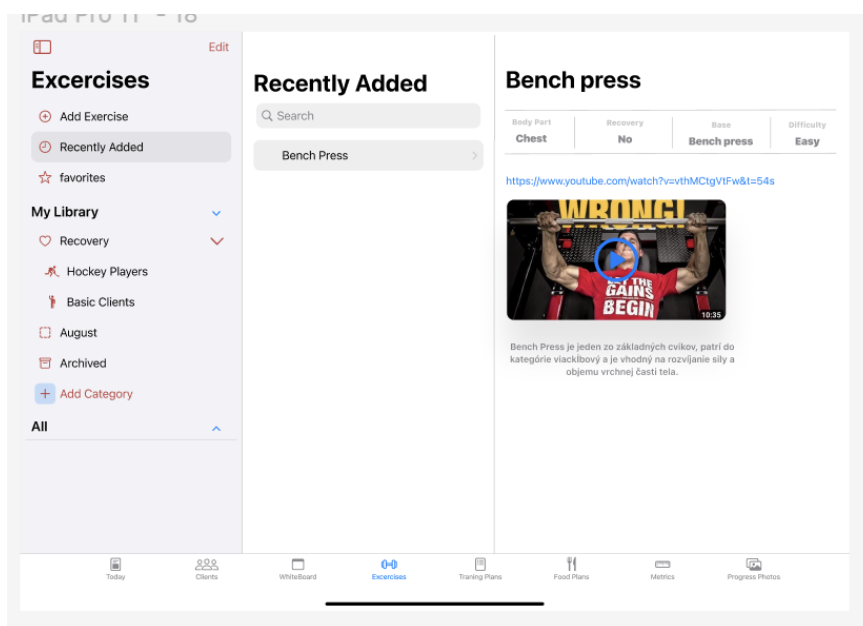 iPad Pro 11" - 18
Edit
Excercises
Add Exercise
Recently Added
favorites
My Library
Recovery
Hockey Players
Basic Clients
August
Archived
Add Category
All
Recently Added
Search
Bench Press
Bench press
Body Part
Chest
Recovery
No
Base
Bench press
Difficulty
Easy
https://www.youtube.com/watch?v=vthMCtgVtFw&t=54s
WRONG!
LET THE
GAINS
BEGIN
10:35
Bench Press je jeden zo základných cvikov, patrí do
kategórie viackĺbový a je vhodný na rozvíjanie sily a
objemu vrchnej časti tela.
Today
Clients
WhiteBoard
Excercises
Traning Plans
Food Plans
Metrics
Progress Photos